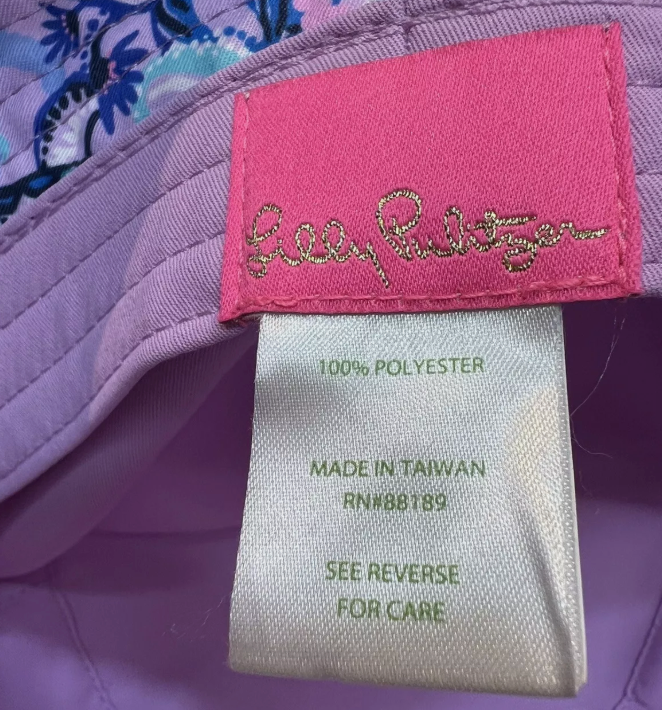 Lilly Pulitzer
100% POLYESTER
MADE IN TAIWAN
RN#88189
SEE REVERSE
FOR CARE